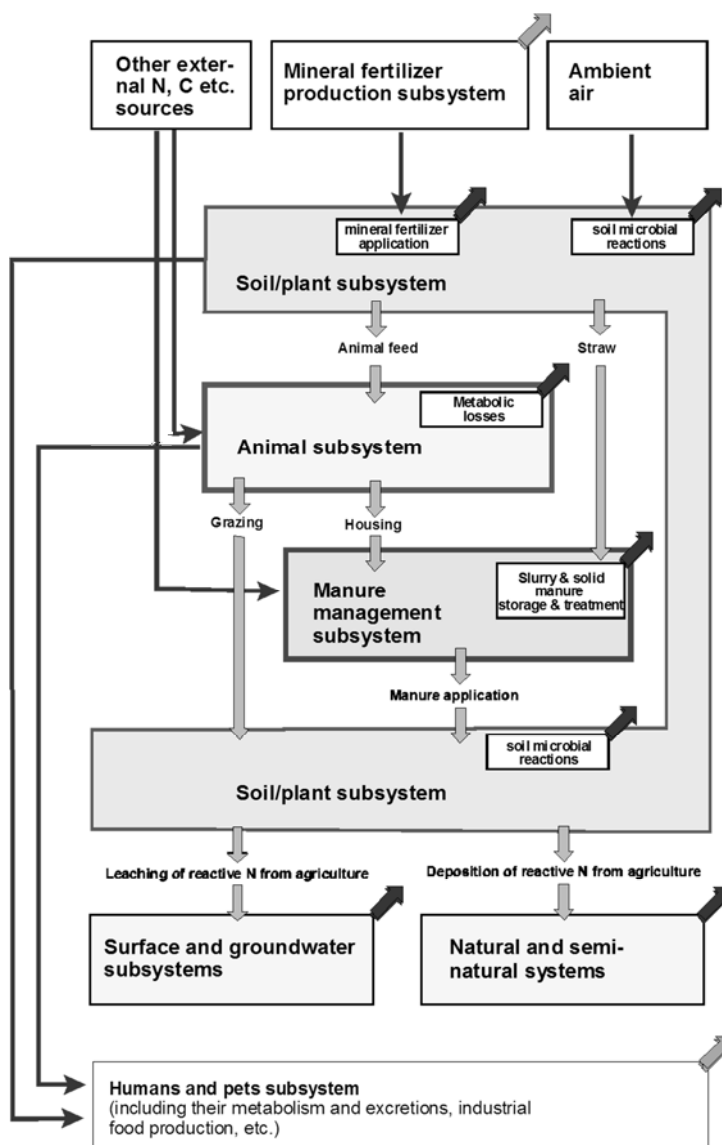 Other exter-
nal N, C etc.
sources
Mineral fertilizer
production subsystem
Ambient
air
mineral fertilizer
application
soil microbial
reactions
Soil/plant subsystem
Animal feed
Straw
Metabolic
losses
Animal subsystem
Grazing
Housing
Slurry & solid
manure
storage & treatment
Manure
management
subsystem
Manure application
soil microbial
reactions
Soil/plant subsystem
Leaching of reactive N from agriculture
Deposition of reactive N from agriculture
Surface and groundwater
subsystems
Natural and semi-
natural systems
Humans and pets subsystem
(including their metabolism and excretions, industrial
food production, etc.)